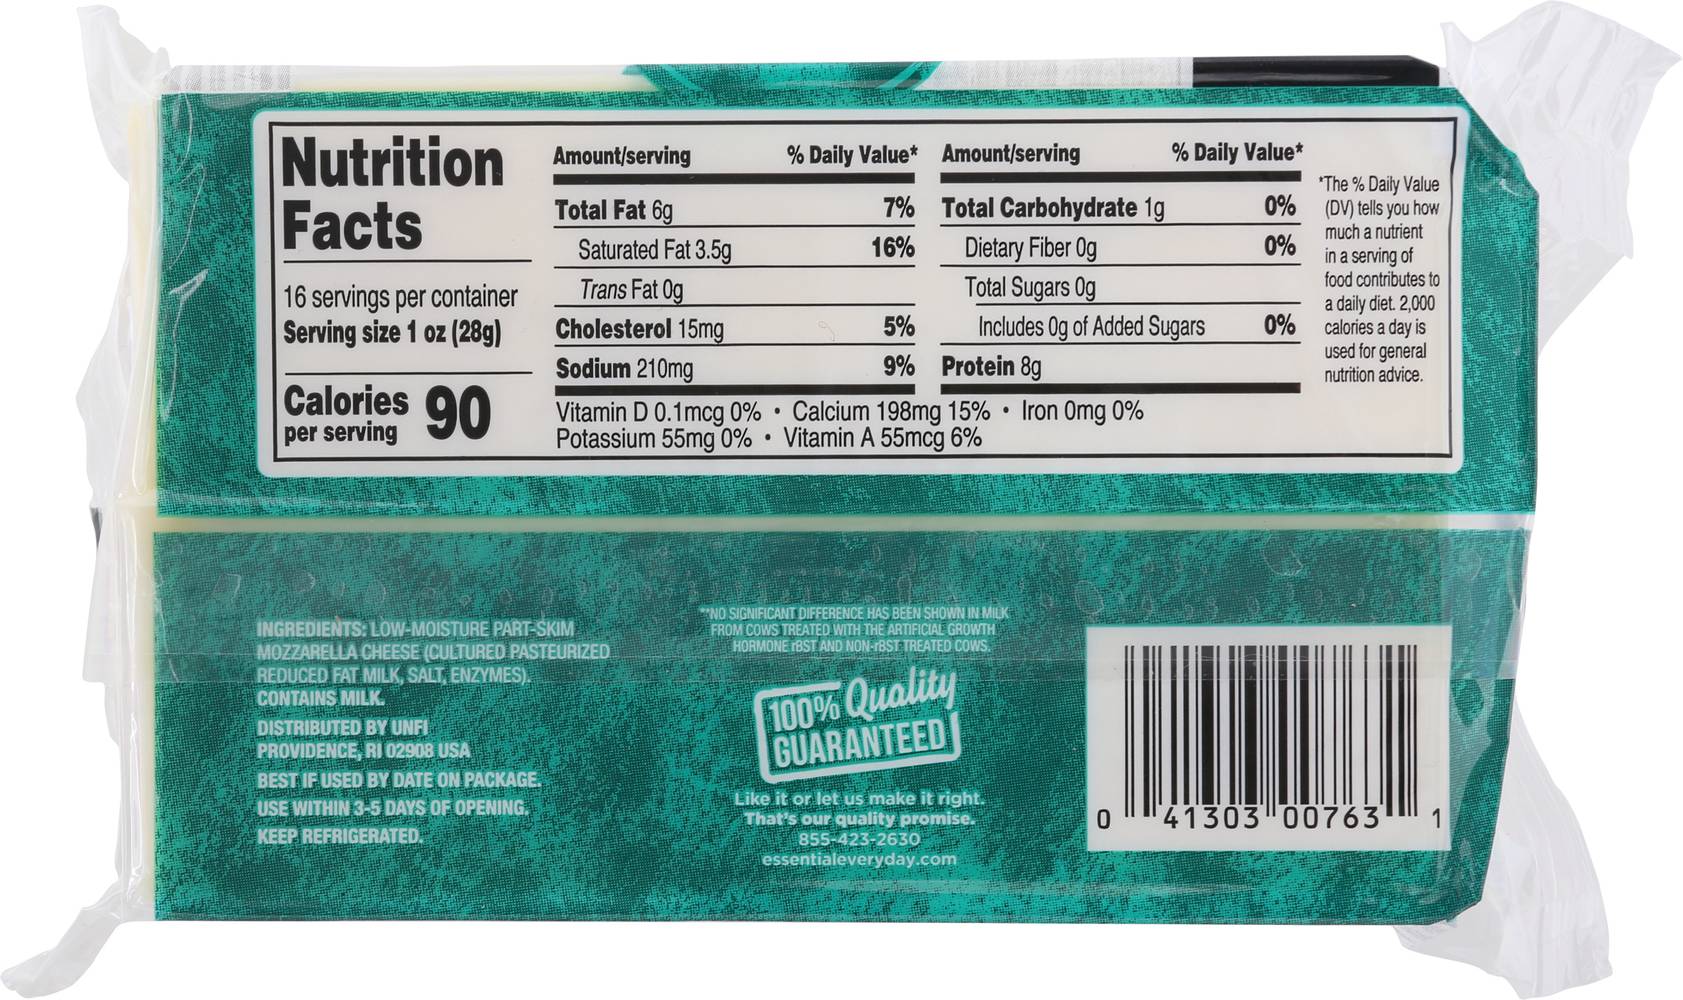 Nutrition
Facts
16 servings per container
Serving size 1 oz (28g)
Calories
per serving
90
Amount/serving % Daily Value*
Total Fat 6g 7%
Saturated Fat 3.5g 16%
Trans Fat 0g
Cholesterol 15mg 5%
Sodium 210mg 9%
Amount/serving % Daily Value*
Total Carbohydrate 1g 0%
Dietary Fiber 0g 0%
Total Sugars 0g
Includes 0g of Added Sugars 0%
Protein 8g
Vitamin D 0.1mcg 0% • Calcium 198mg 15% • Iron 0mg 0%
Potassium 55mg 0% • Vitamin A 55mcg 6%
*The % Daily Value
(DV) tells you how
much a nutrient
in a serving of
food contributes to
a daily diet. 2,000
calories a day is
used for general
nutrition advice.
INGREDIENTS: LOW-MOISTURE PART-SKIM
MOZZARELLA CHEESE (CULTURED PASTEURIZED
REDUCED FAT MILK, SALT, ENZYMES).
CONTAINS MILK.
DISTRIBUTED BY UNFI
PROVIDENCE, RI 02908 USA
BEST IF USED BY DATE ON PACKAGE.
USE WITHIN 3-5 DAYS OF OPENING.
KEEP REFRIGERATED.
**NO SIGNIFICANT DIFFERENCE HAS BEEN SHOWN IN MILK
FROM COWS TREATED WITH THE ARTIFICIAL GROWTH
HORMONE rBST AND NON-rBST TREATED COWS.
100% Quality
GUARANTEED
Like it or let us make it right.
That's our quality promise.
855-423-2630
essentialeveryday.com
0 41303 00763 1